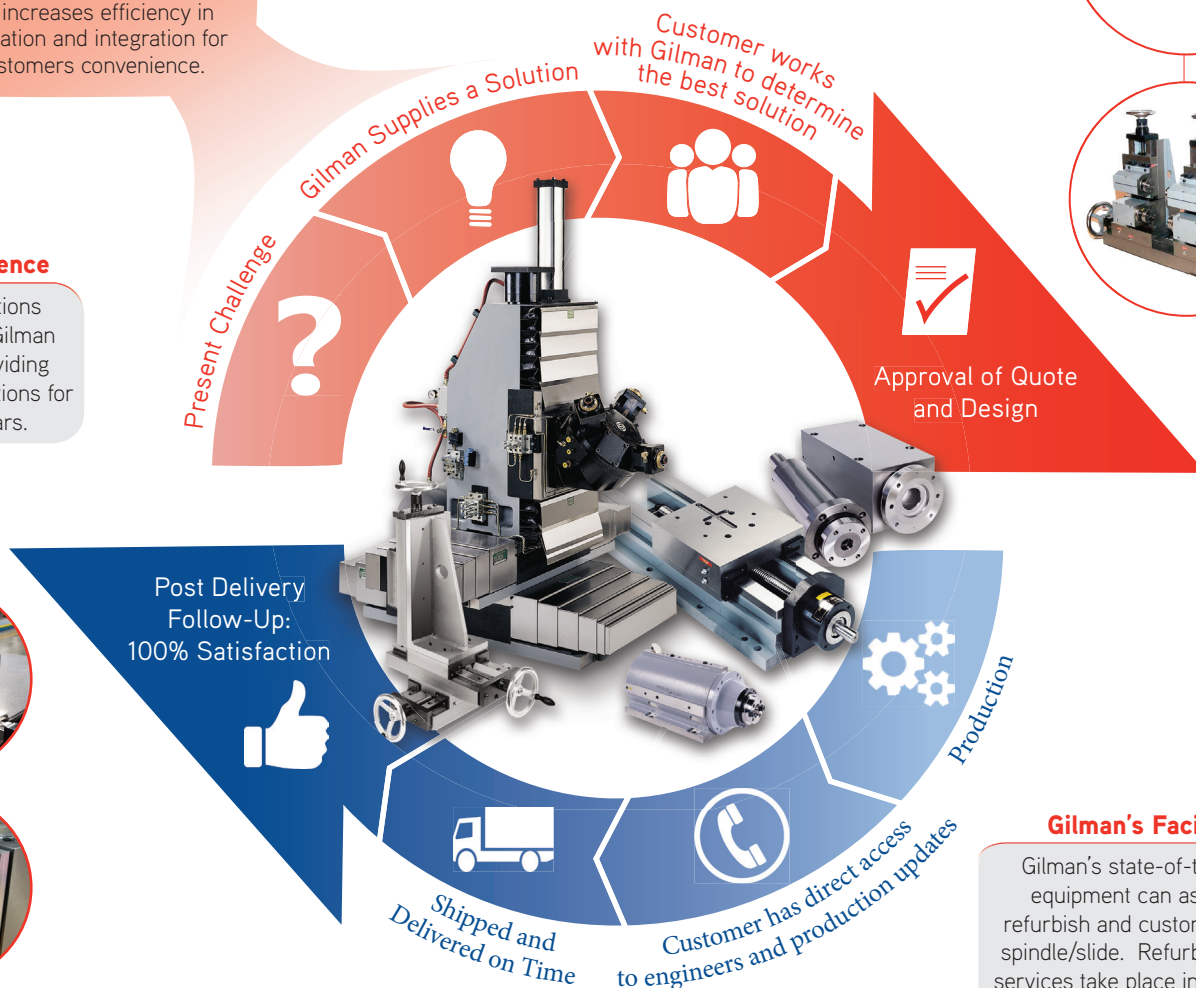 increases efficiency in
ation and integration for
stomers convenience.
Present Challenge
Gilman Supplies a Solution
Customer works
with Gilman to determine
the best solution
Approval of Quote
and Design
ence
tions
Gilman
viding
tions for
ars.
Post Delivery
Follow-Up:
100% Satisfaction
Production
Customer has direct access
to engineers and production updates
Shipped and
Delivered on Time
Gilman's Faci
Gilman's state-of-t
equipment can as
refurbish and custor
spindle/slide. Refurb
services take place in